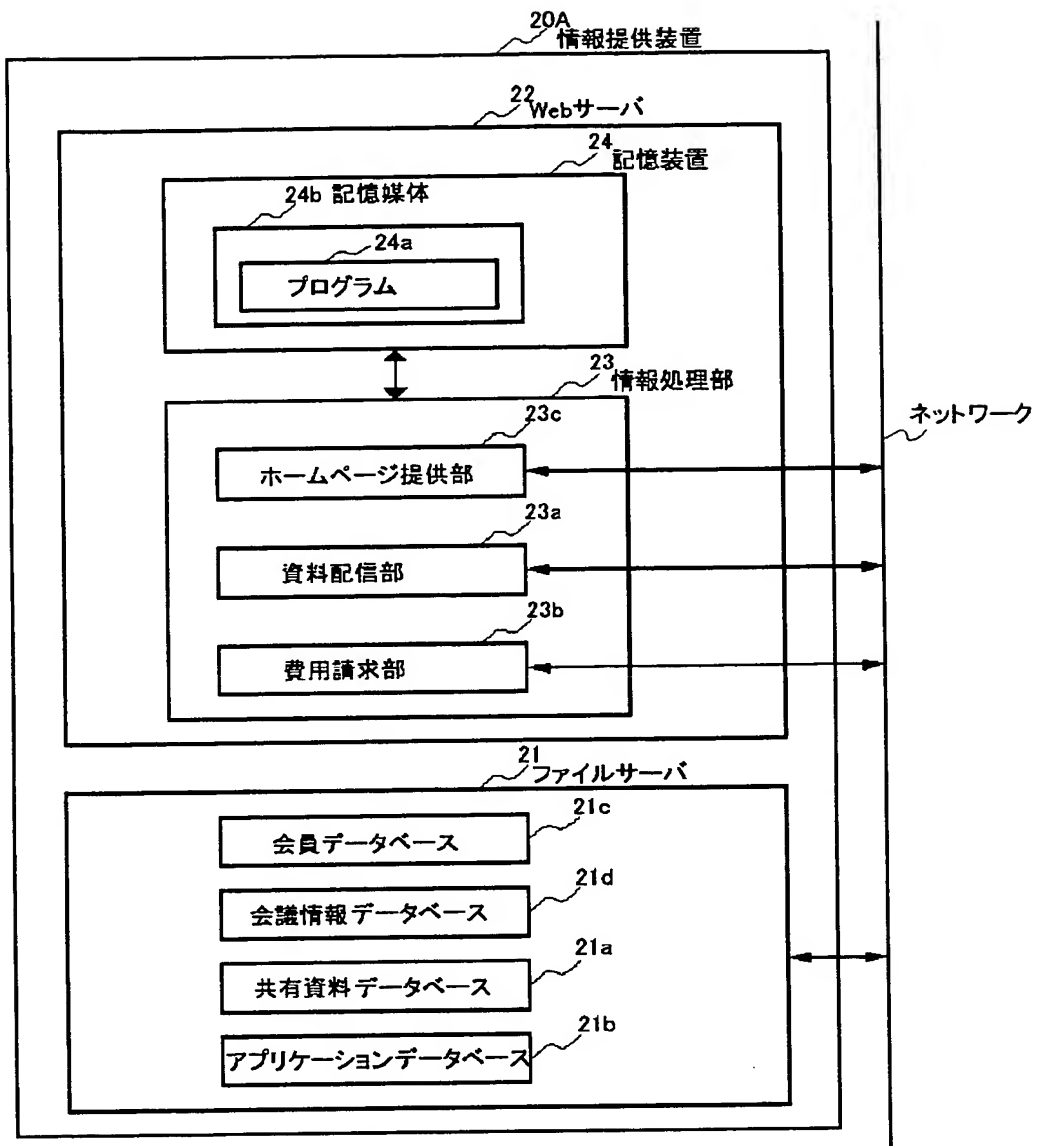 20A
情報提供装置
22
Webサーバ
24
記憶装置
24b 記憶媒体
24a
プログラム
23
情報処理部
23c
ホームページ提供部
ネットワーク
23a
資料配信部
23b
費用請求部
21
ファイルサーバ
21c
会員データベース
21d
会議情報データベース
21a
共有資料データベース
21b
アプリケーションデータベース